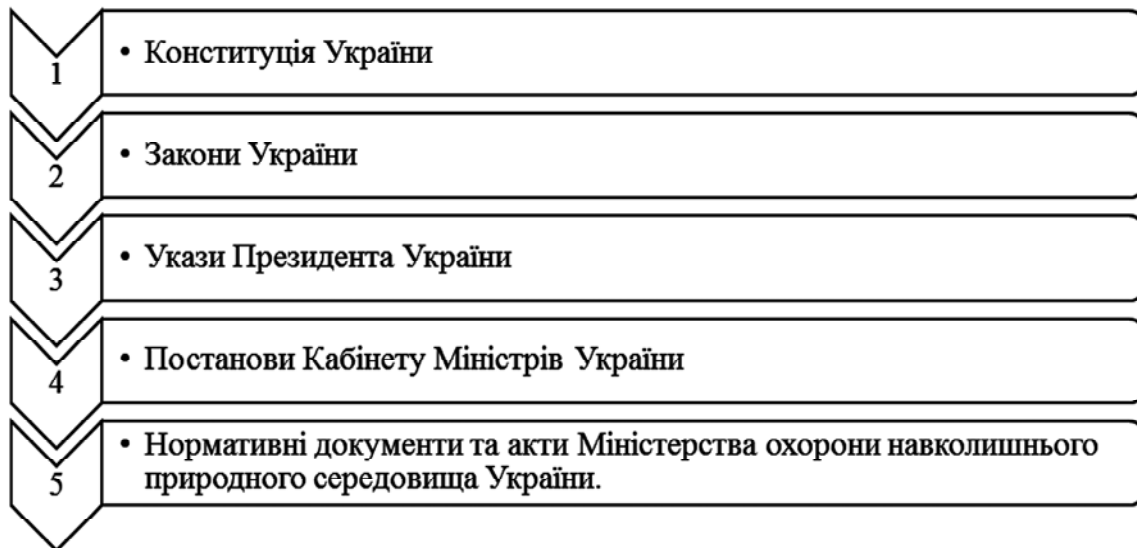 1
• Конституція України
2
• Закони України
3
• Укази Президента України
4
• Постанови Кабінету Міністрів України
5
• Нормативні документи та акти Міністерства охорони навколишнього
природного середовища України.